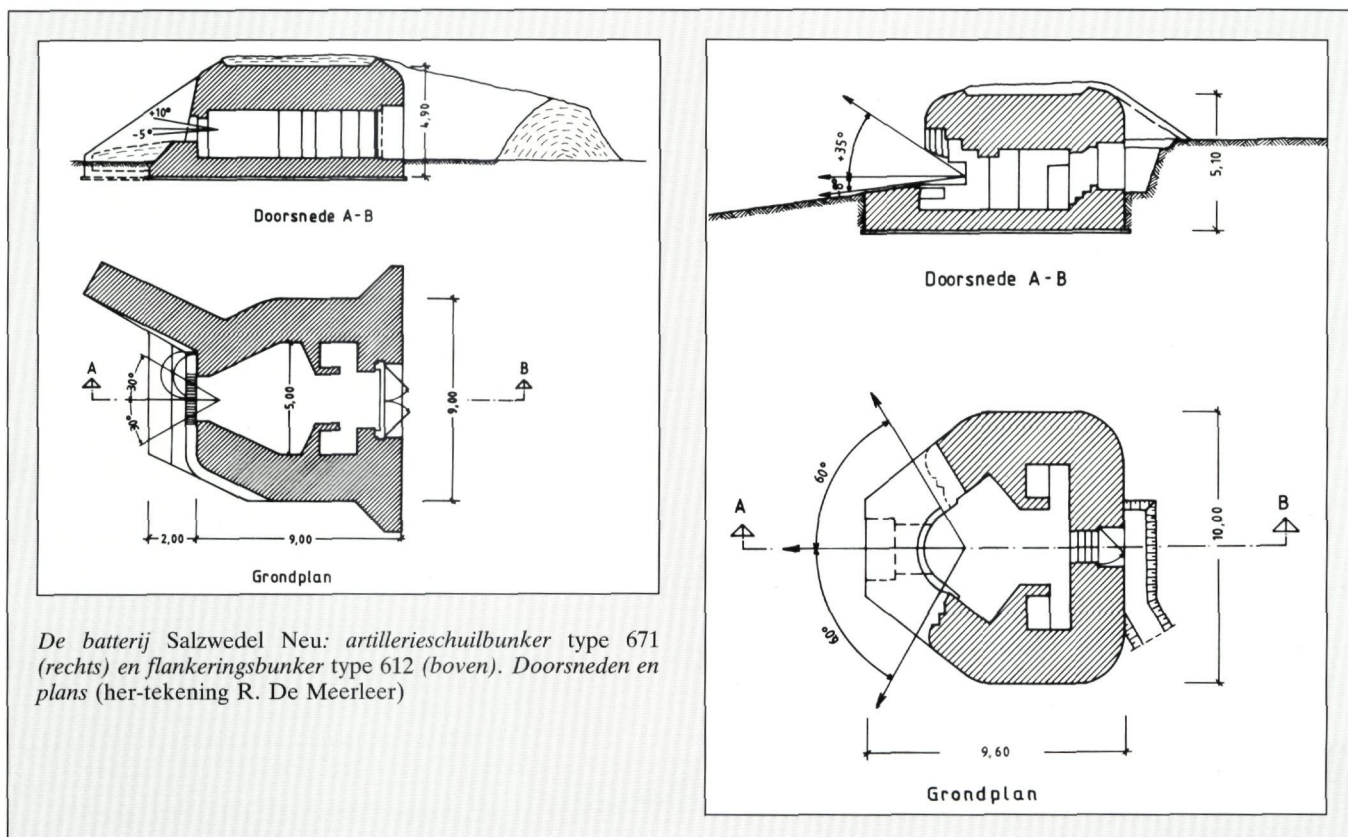 +10°
-5°
4,90
Doorsnede A-B
A
30°
30°
5,00
9,00
B
2,00
9,00
Grondplan
De batterij Salzwedel Neu: artillerieschuilbunker type 671
(rechts) en flankeringsbunker type 612 (boven). Doorsneden en
plans (her-tekening R. De Meerleer)
+35°
5,10
Doorsnede A-B
60°
A
60°
B
10,00
9,60
Grondplan